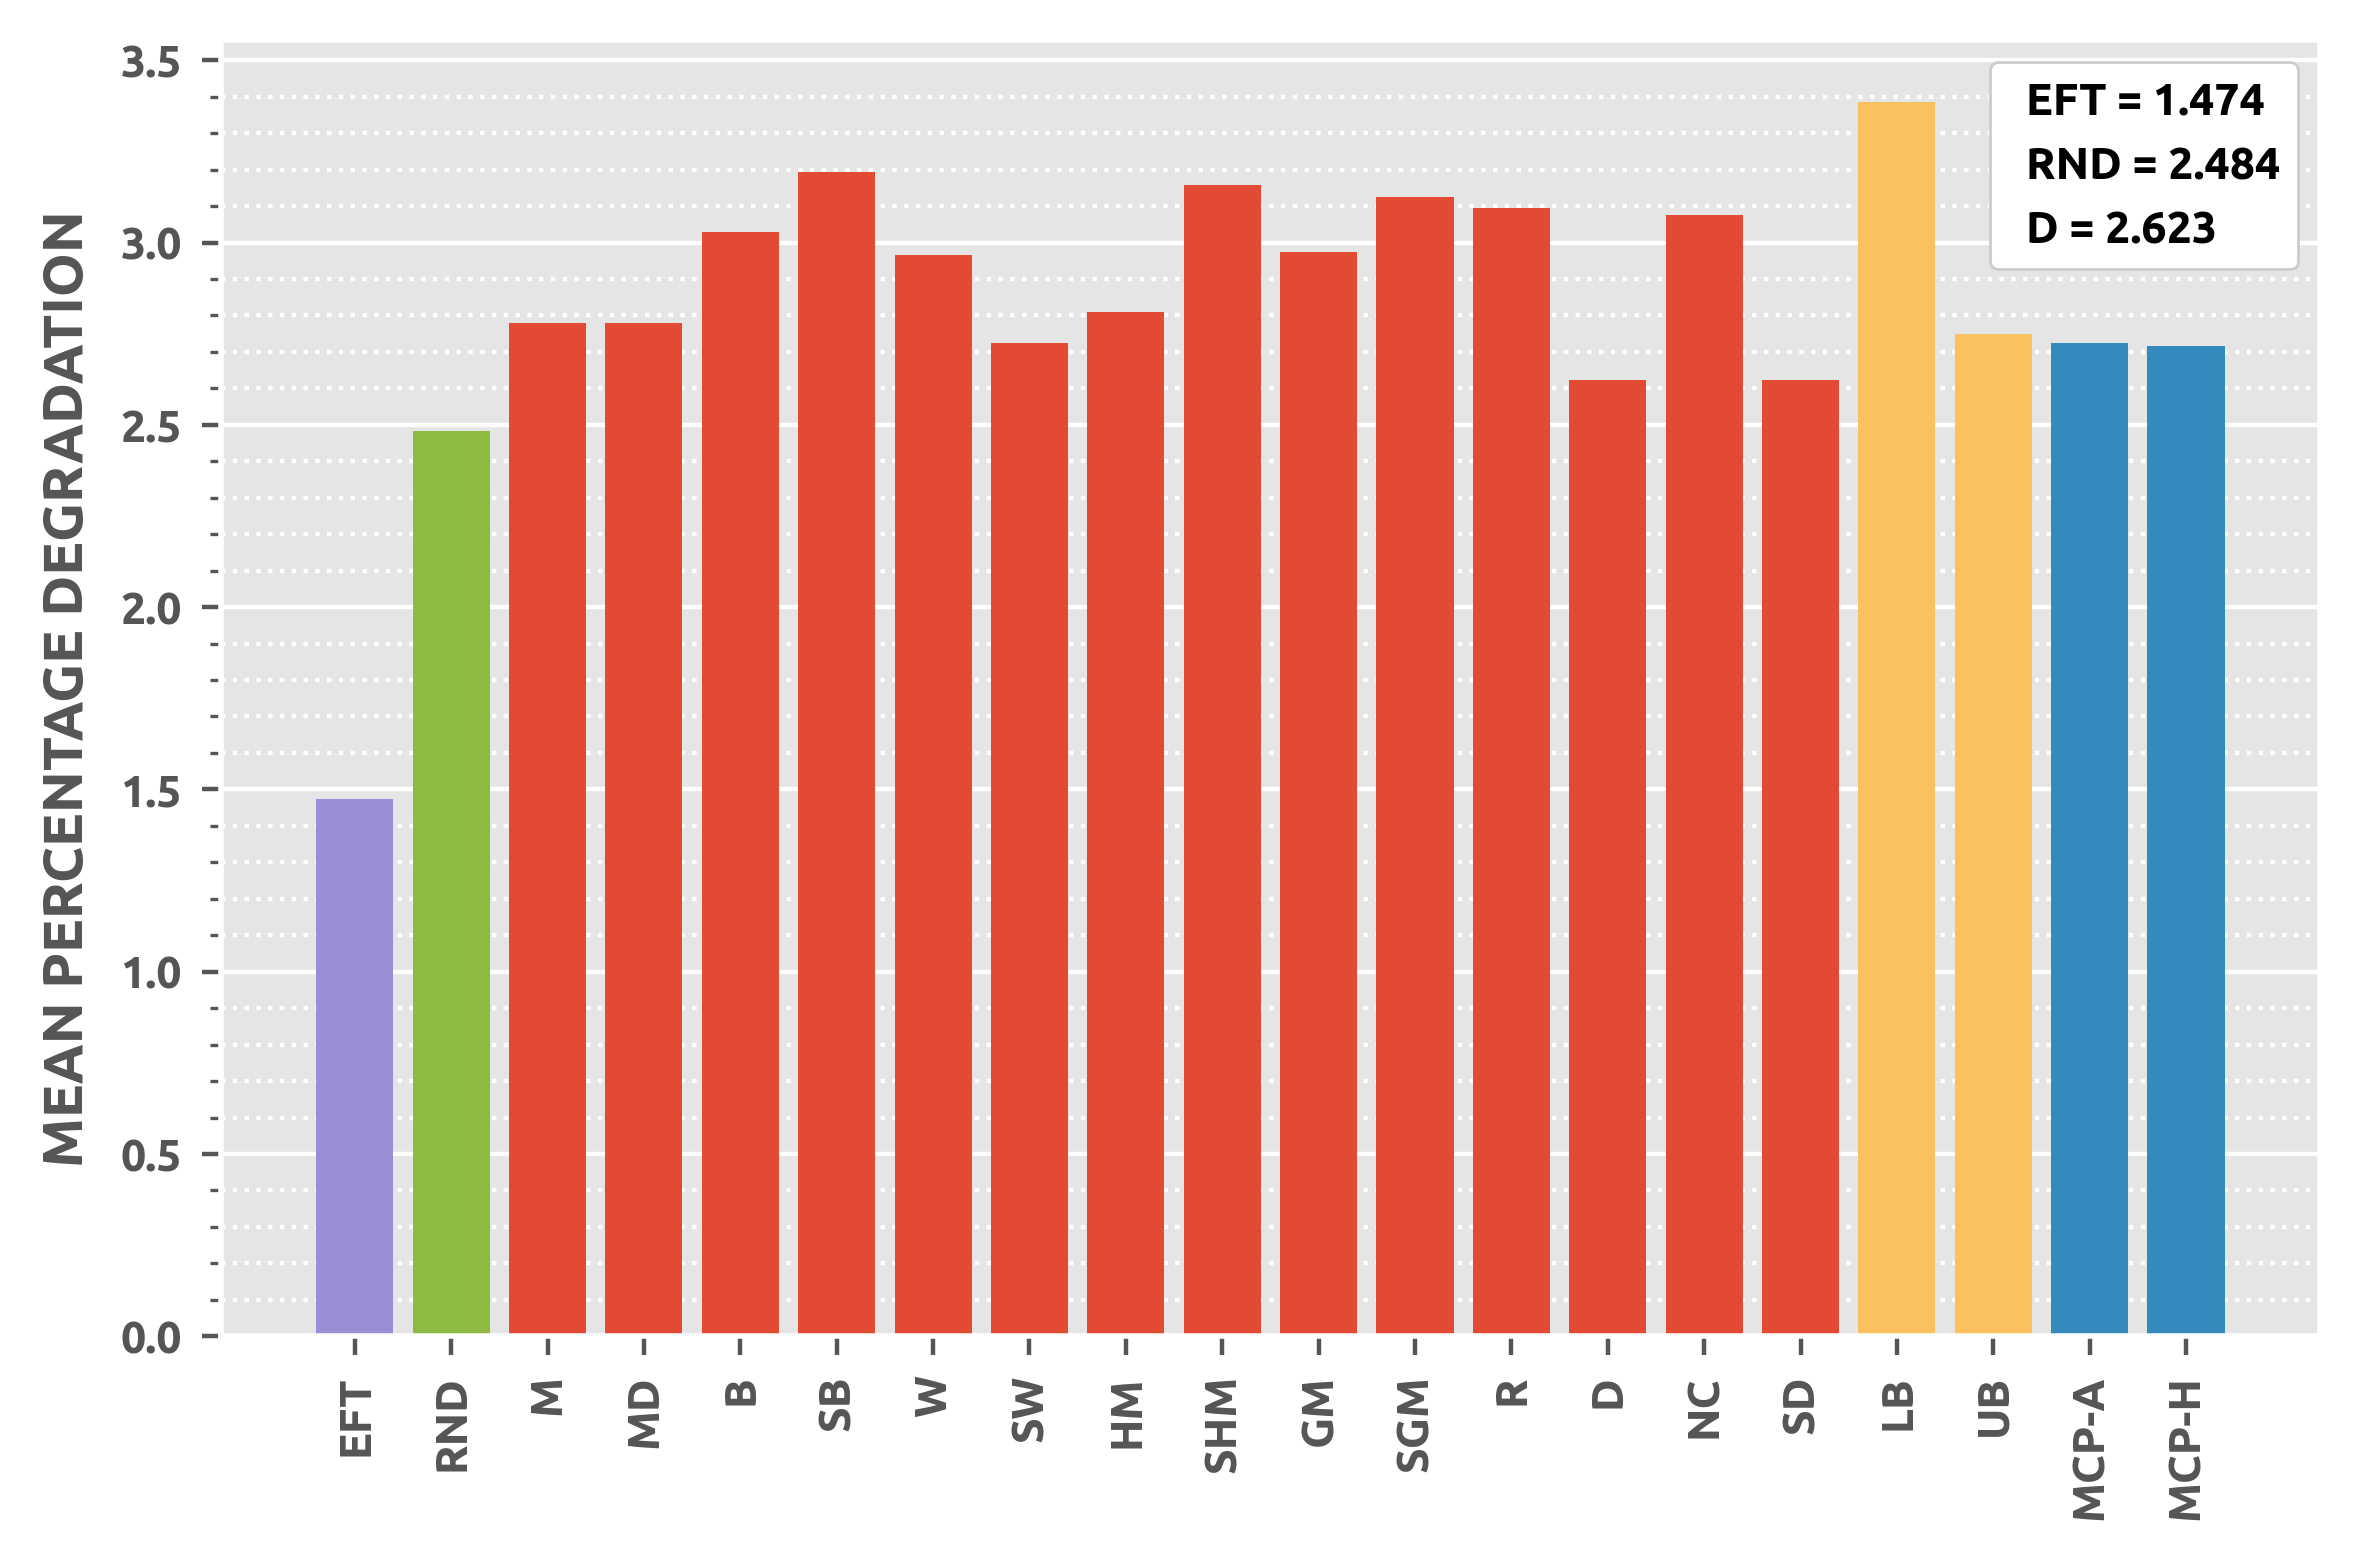 MEAN PERCENTAGE DEGRADATION
3.5
3.0
2.5
2.0
1.5
1.0
0.5
0.0
EFT = 1.474
RND = 2.484
D = 2.623
EFT
RND
M
MD
B
SB
W
SW
HM
SHM
GM
SGM
R
D
NC
SD
LB
UB
MCP-A
MCP-H